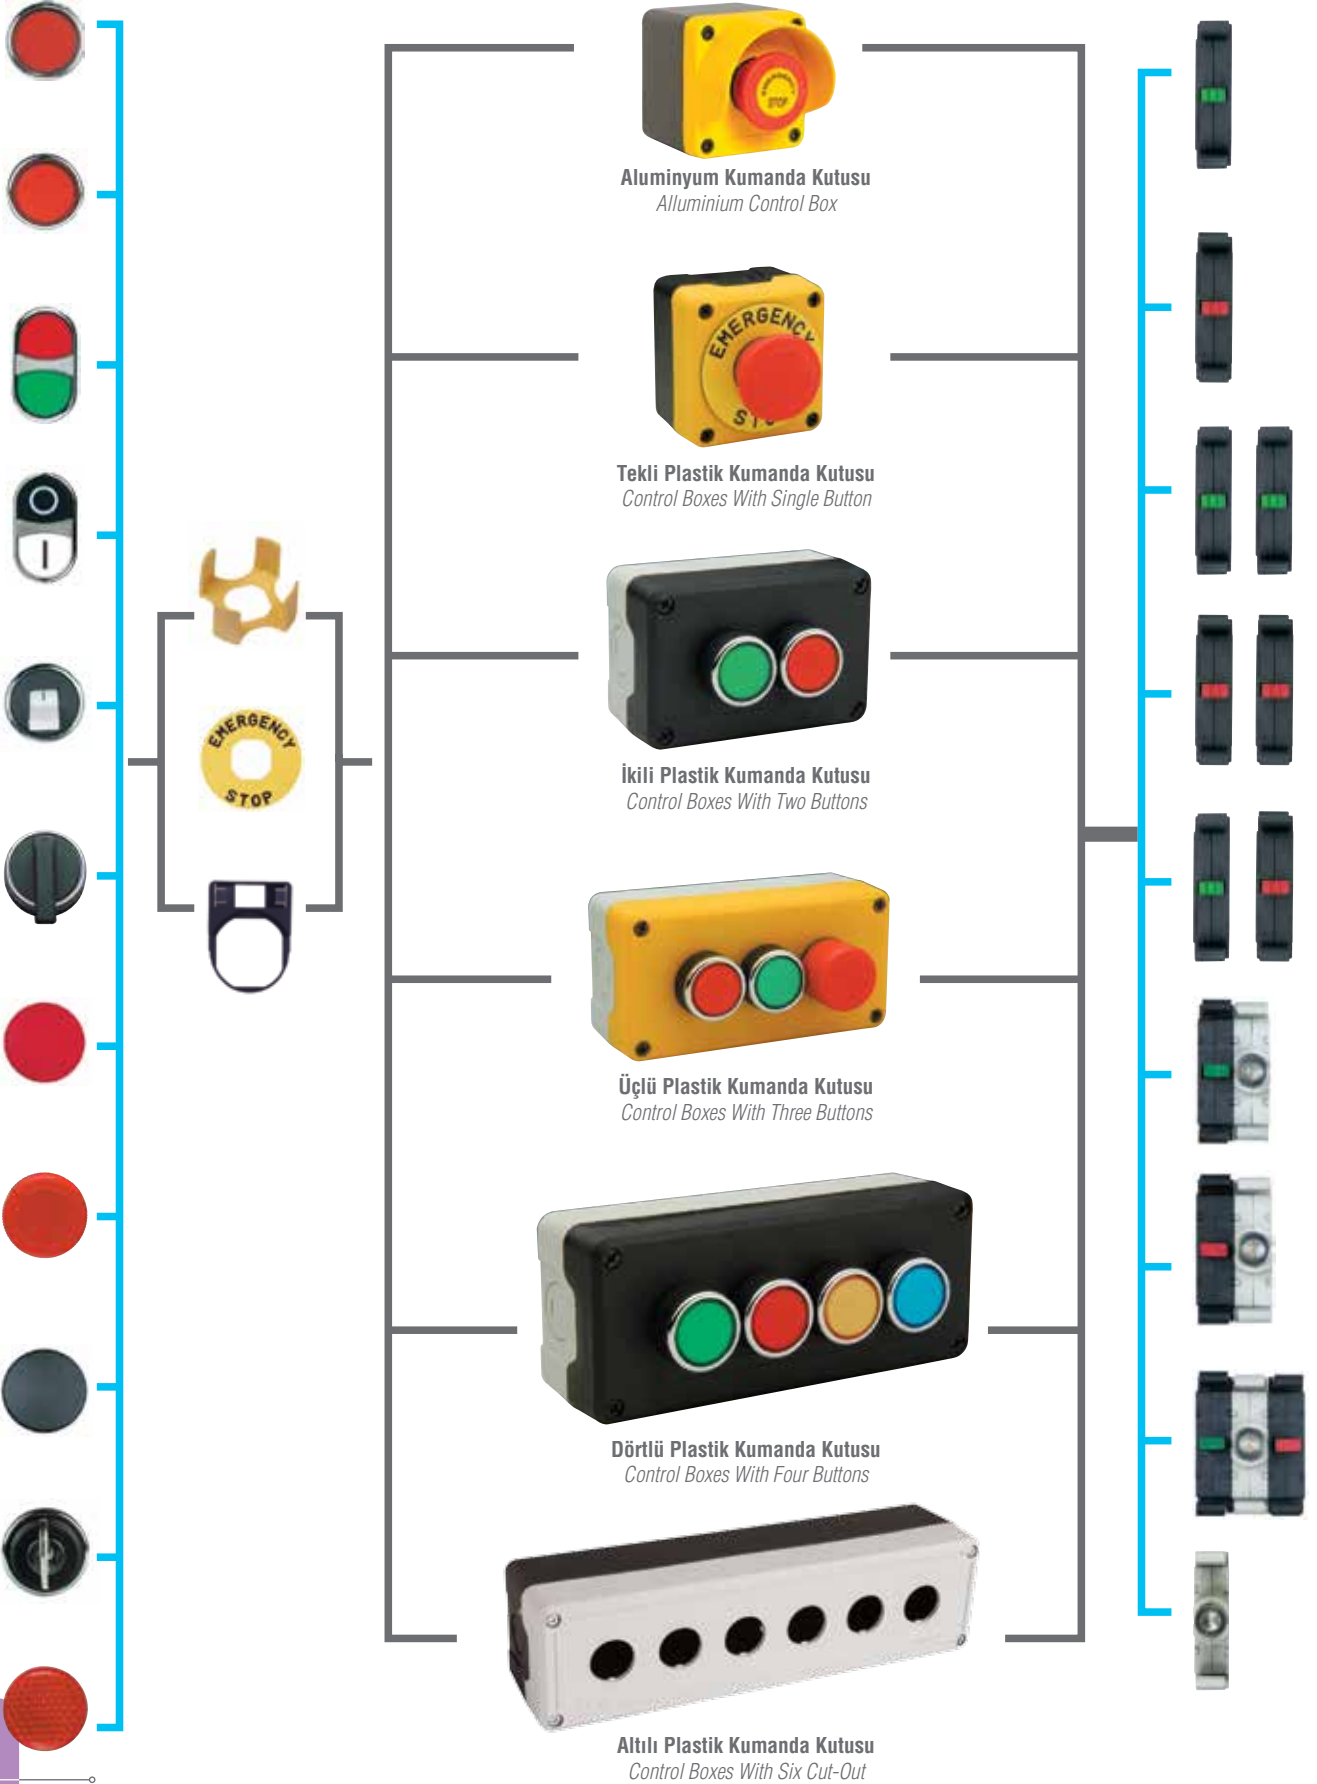 EMERGENCY
STOP
Aluminyum Kumanda Kutusu
Alluminium Control Box
EMERGENCY
Tekli Plastik Kumanda Kutusu
Control Boxes With Single Button
İkili Plastik Kumanda Kutusu
Control Boxes With Two Buttons
EMERGENCY
STOP
Üçlü Plastik Kumanda Kutusu
Control Boxes With Three Buttons
Dörtlü Plastik Kumanda Kutusu
Control Boxes With Four Buttons
Altılı Plastik Kumanda Kutusu
Control Boxes With Six Cut-Out